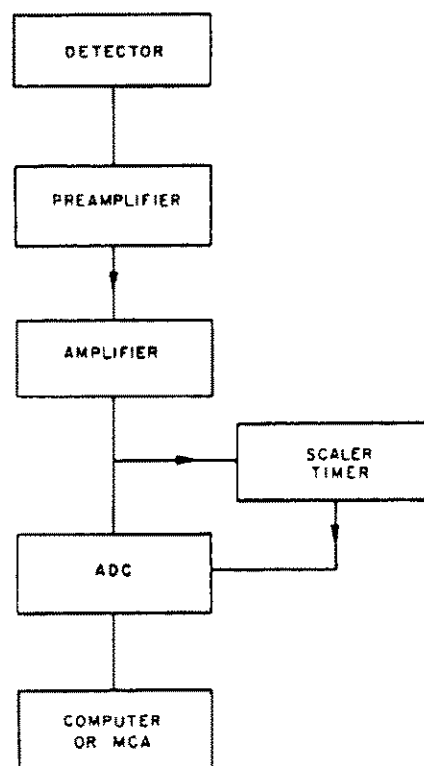 DETECTOR
PREAMPLIFIER
AMPLIFIER
SCALER
TIMER
ADC
COMPUTER
OR MCA